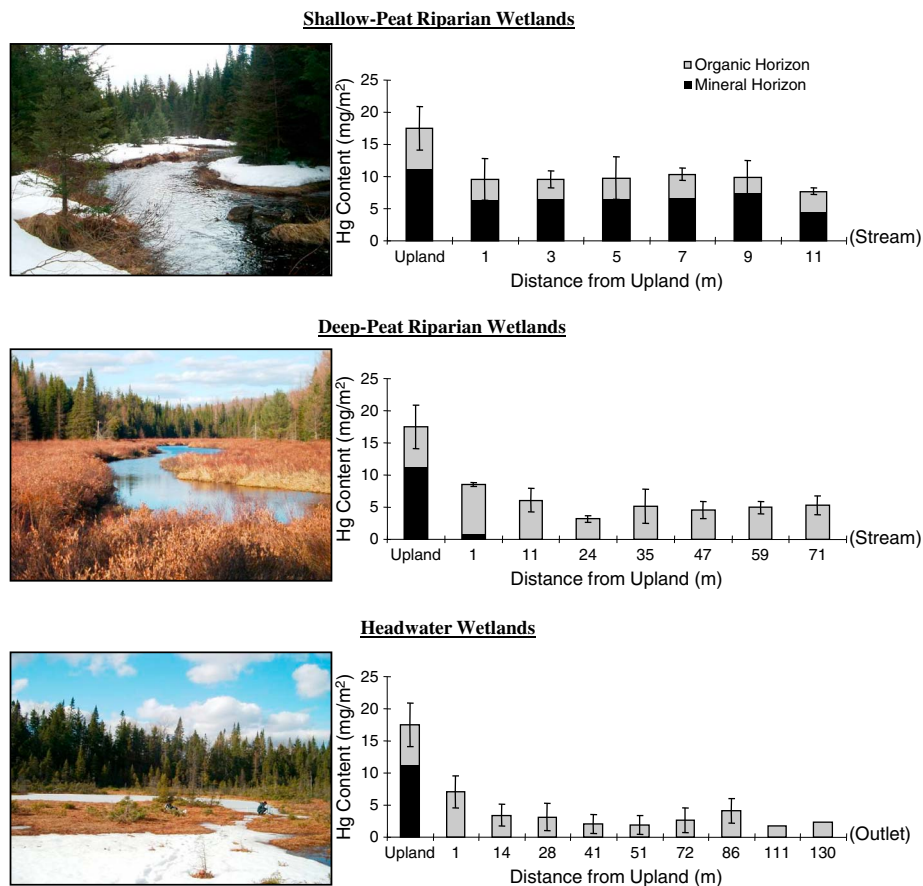 Shallow-Peat Riparian Wetlands
Organic Horizon
Mineral Horizon
Hg Content (mg/m²)
25
20
15
10
5
0
Upland 1 3 5 7 9 11 (Stream)
Distance from Upland (m)
Deep-Peat Riparian Wetlands
Hg Content (mg/m²)
25
20
15
10
5
0
Upland 1 11 24 35 47 59 71 (Stream)
Distance from Upland (m)
Headwater Wetlands
Hg Content (mg/m²)
25
20
15
10
5
0
Upland 1 14 28 41 51 72 86 111 130 (Outlet)
Distance from Upland (m)